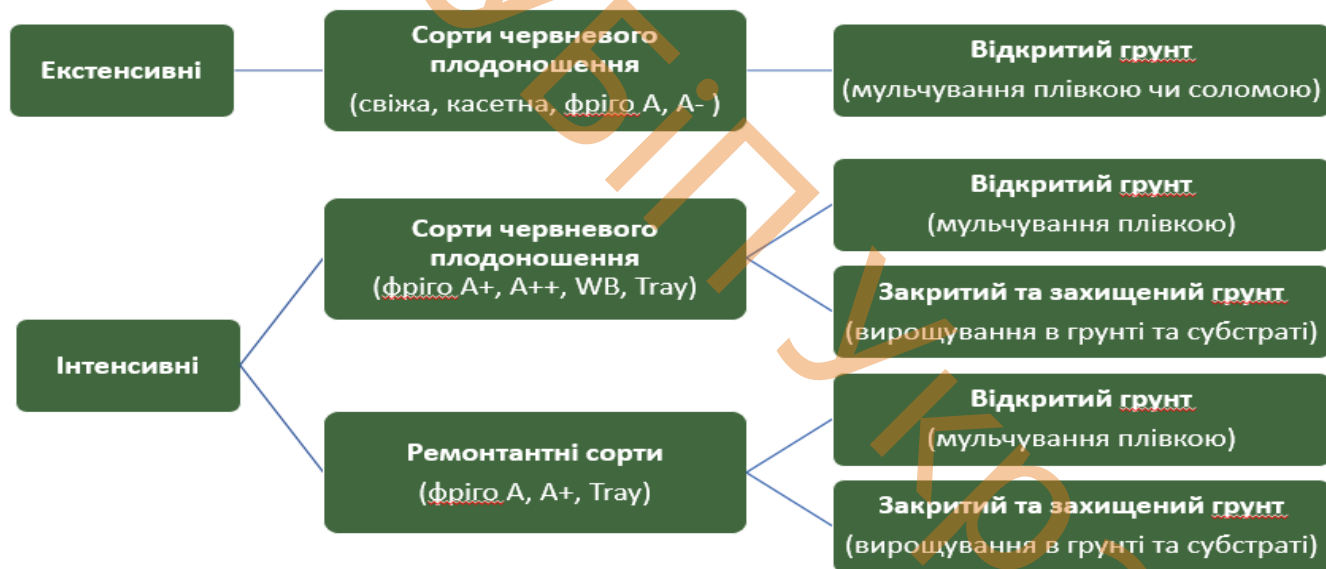 Екстенсивні
Сорти червневого
плодоношення
(свіжа, касетна, фріго А, А- )
Відкритий грунт
(мульчування плівкою чи соломою)
Інтенсивні
Сорти червневого
плодоношення
(фріго А+, А++, WB, Tray)
Відкритий грунт
(мульчування плівкою)
Закритий та захищений грунт
(вирощування в грунті та субстраті)
Ремонтантні сорти
(фріго А, А+, Tray)
Відкритий грунт
(мульчування плівкою)
Закритий та захищений грунт
(вирощування в грунті та субстраті)